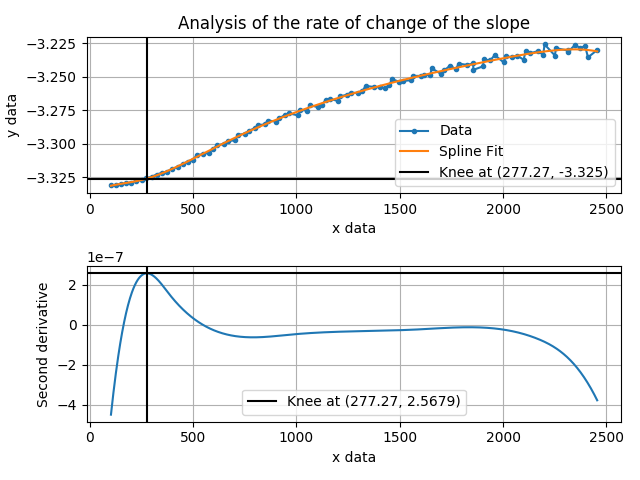 Analysis of the rate of change of the slope
−3.225
−3.250
−3.275
−3.300
−3.325
y data
Data
Spline Fit
Knee at (277.27, -3.325)
0 500 1000 1500 2000 2500
x data
1e−7
2
0
−2
−4
Second derivative
Knee at (277.27, 2.5679)
0 500 1000 1500 2000 2500
x data